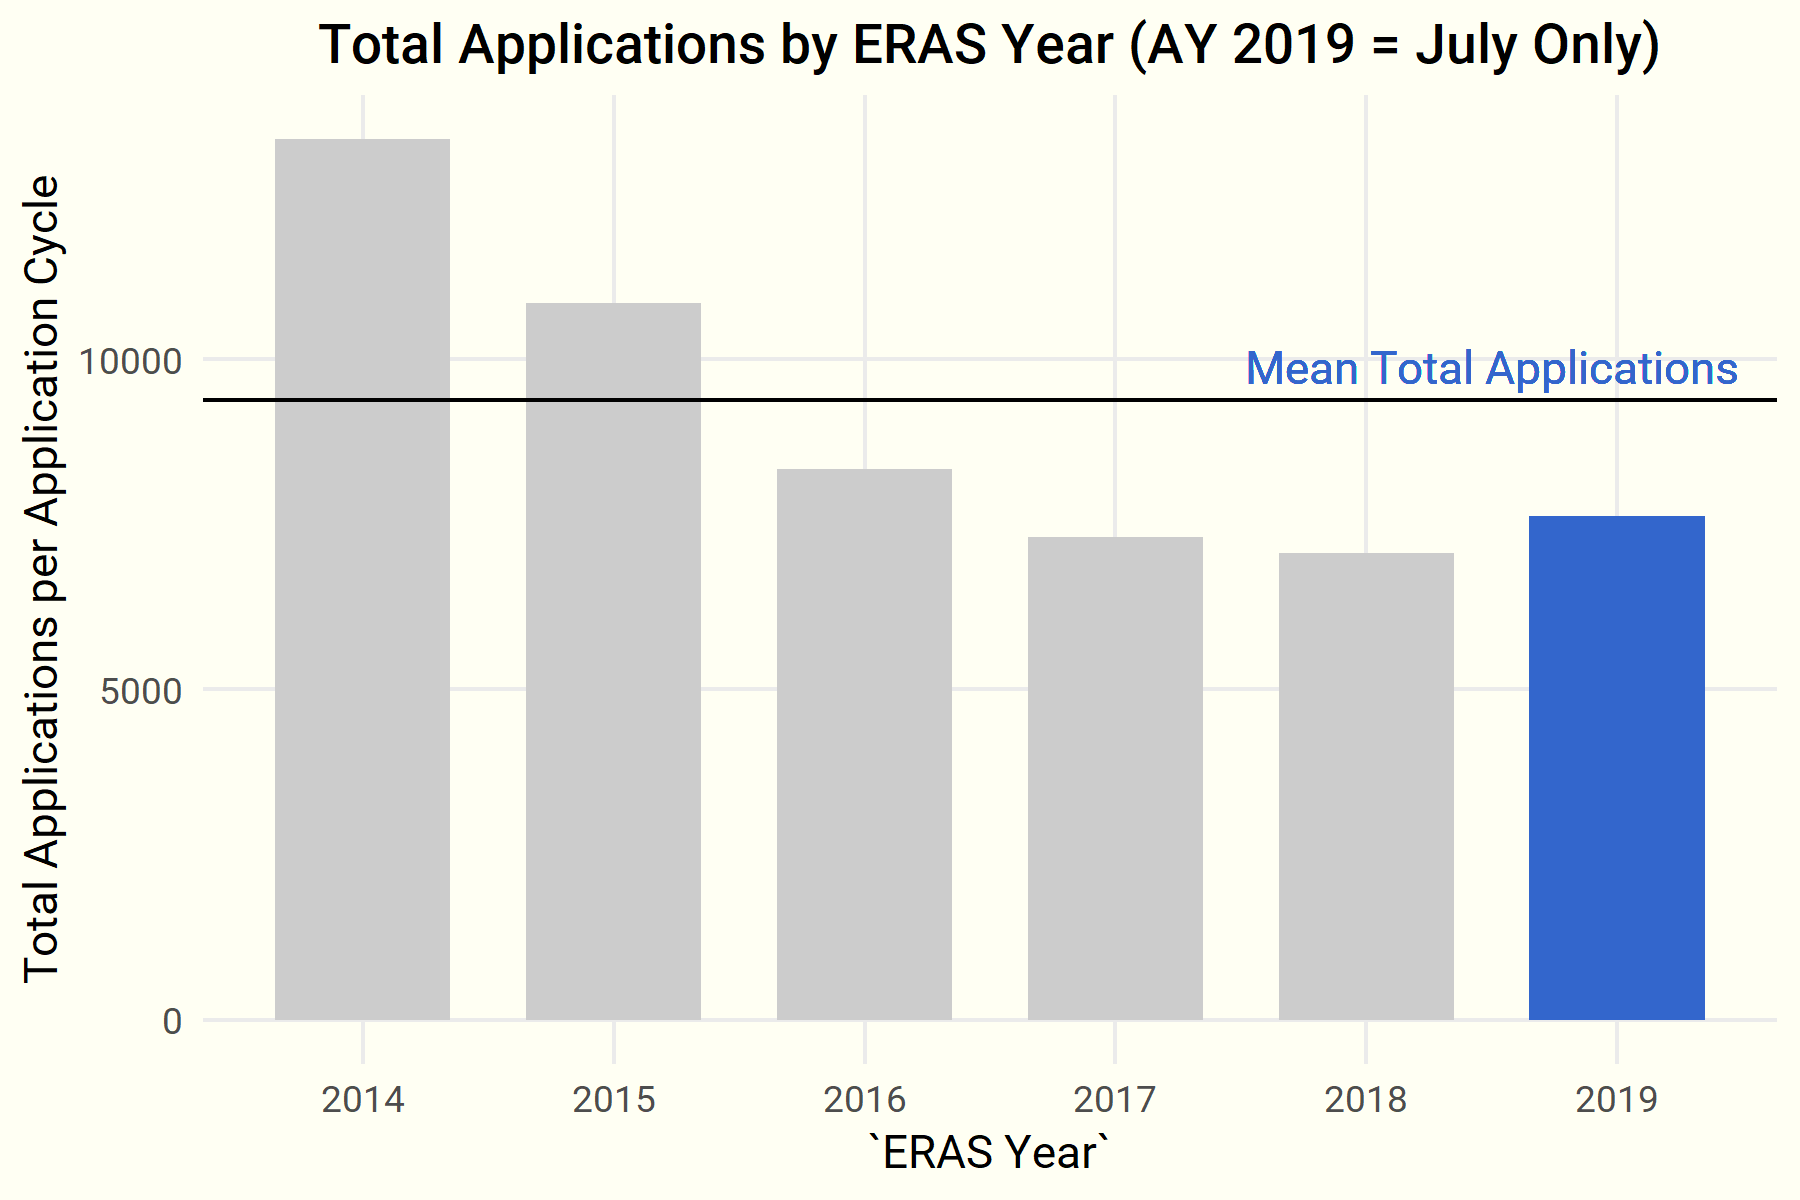 Total Applications by ERAS Year (AY 2019 = July Only)
Total Applications per Application Cycle
10000
5000
0
Mean Total Applications
2014 2015 2016 2017 2018 2019
`ERAS Year`